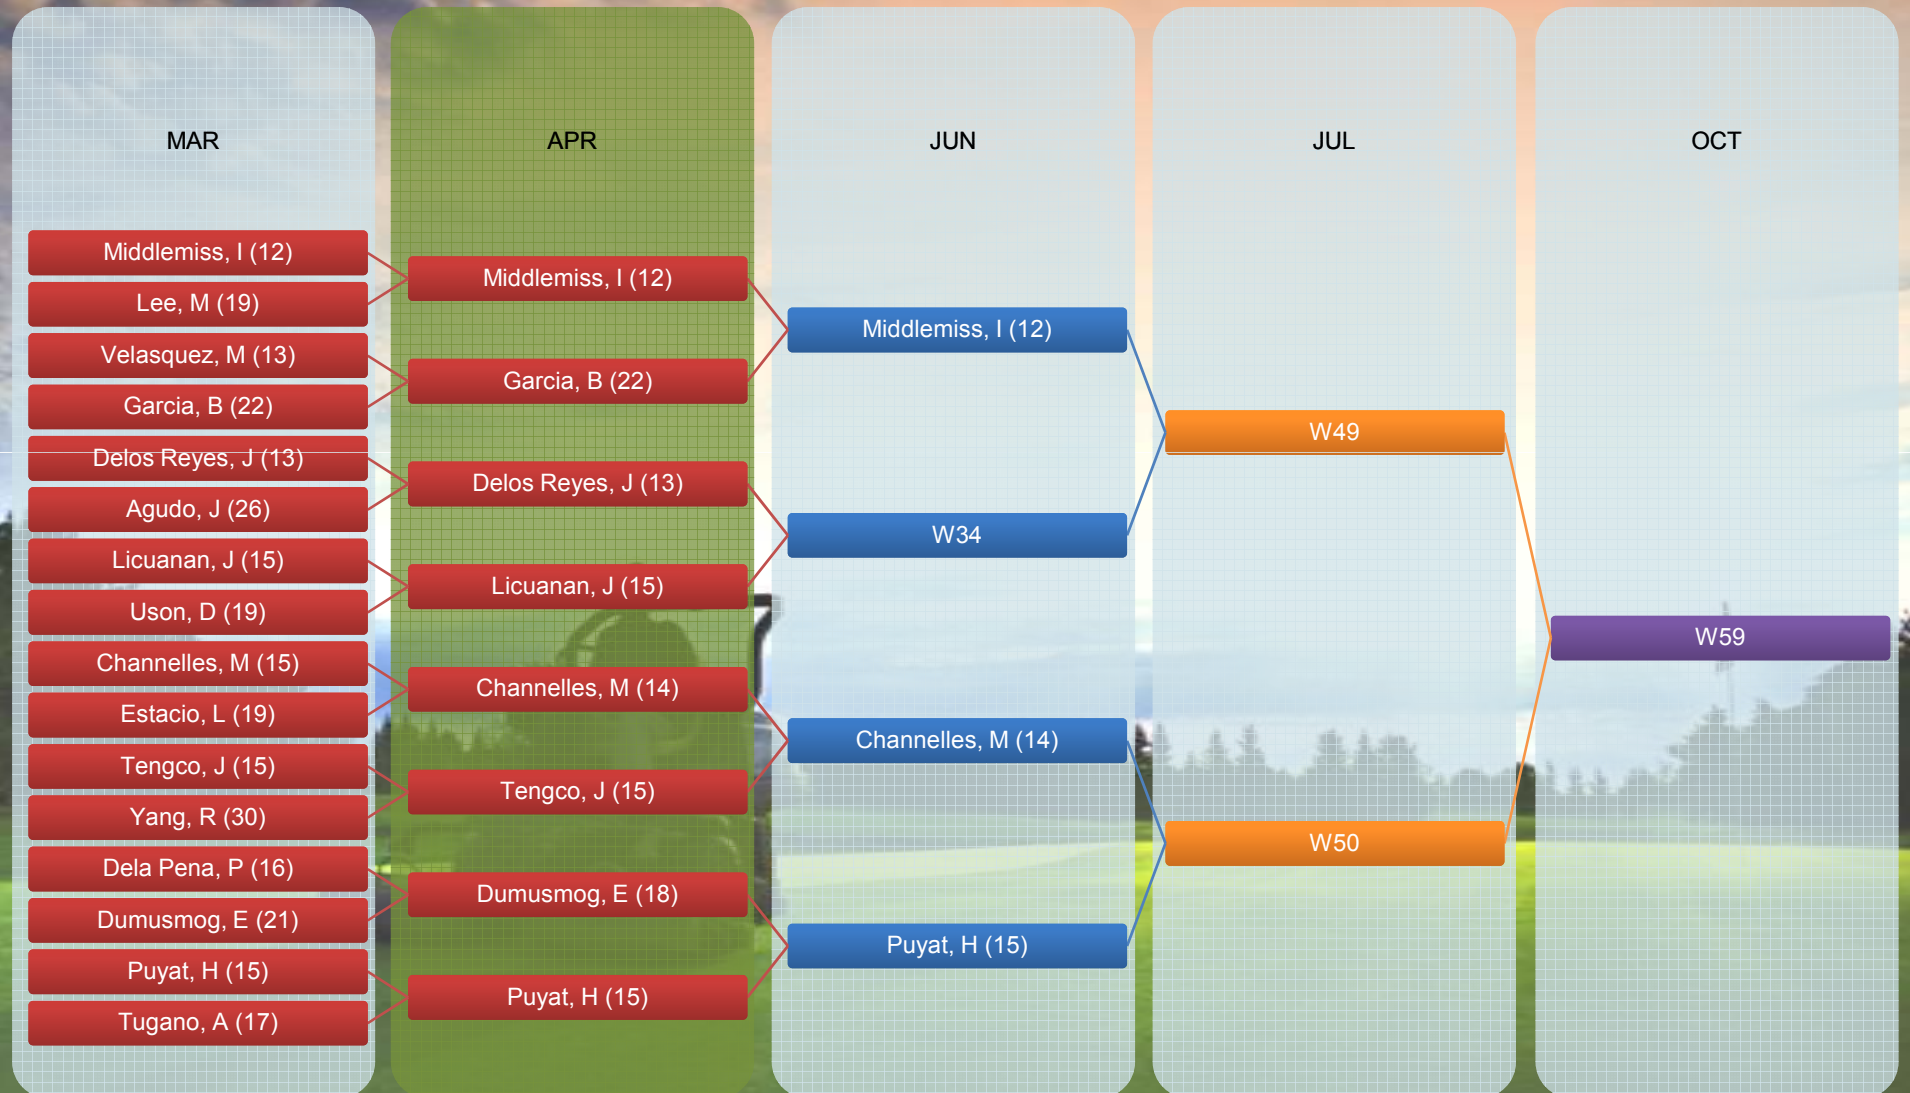 MAR
APR
JUN
JUL
OCT
Middlemiss, I (12)
Lee, M (19)
Velasquez, M (13)
Garcia, B (22)
Delos Reyes, J (13)
Agudo, J (26)
Licuanan, J (15)
Uson, D (19)
Channelles, M (15)
Estacio, L (19)
Tengco, J (15)
Yang, R (30)
Dela Pena, P (16)
Dumusmog, E (21)
Puyat, H (15)
Tugano, A (17)
Middlemiss, I (12)
Garcia, B (22)
Delos Reyes, J (13)
Licuanan, J (15)
Channelles, M (14)
Tengco, J (15)
Dumusmog, E (18)
Puyat, H (15)
Middlemiss, I (12)
W34
Channelles, M (14)
Puyat, H (15)
W49
W50
W59